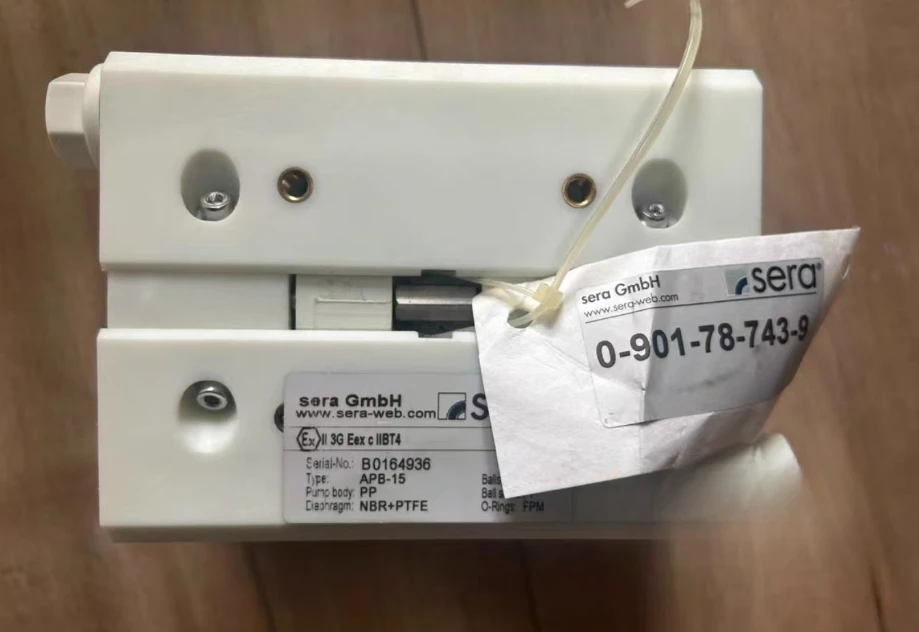 sera GmbH
www.sera-web.com
sera®
0-901-78-743-9
sera GmbH
www.sera-web.com
Ex II 3G Eex c IIBT4
Serial-No.: B0164936
Type: APB-15
Pump body: PP
Diaphragm: NBR+PTFE
O-Rings: FPM